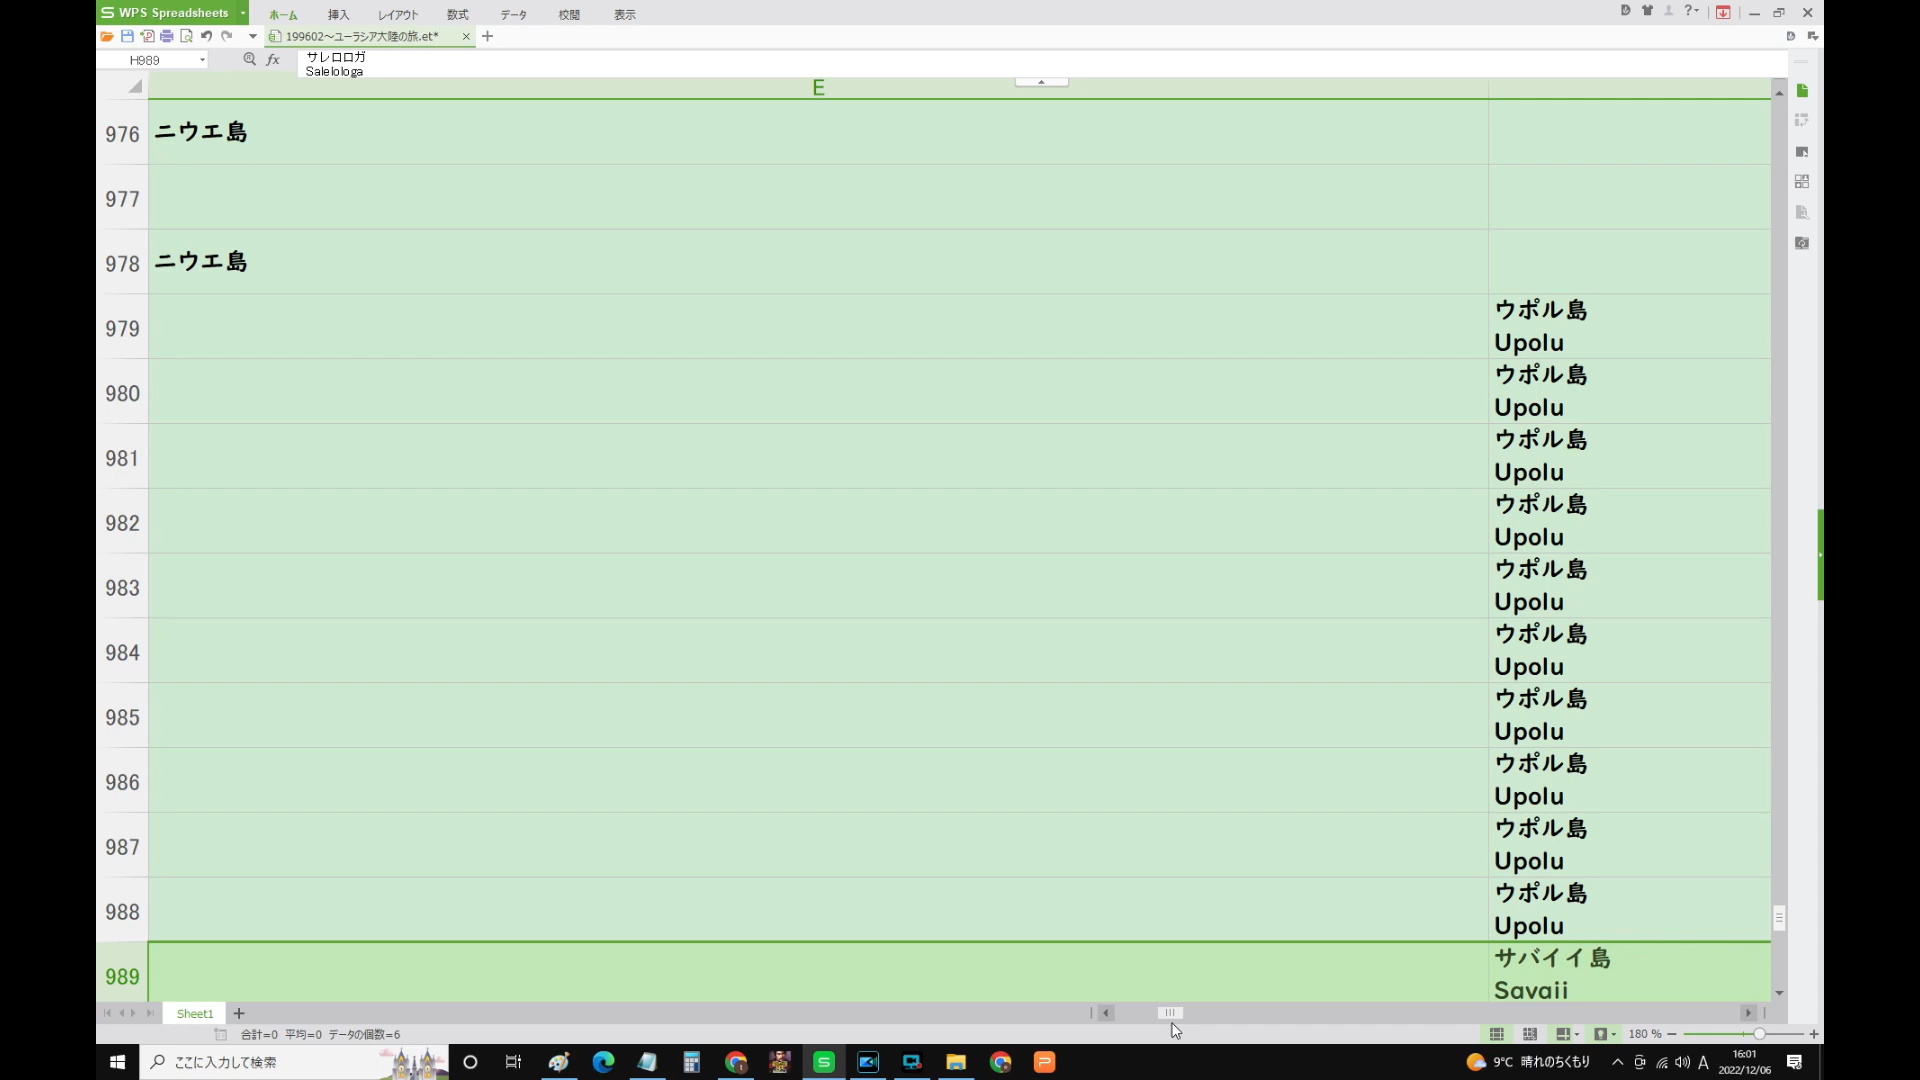 WPS Spreadsheets
ホーム 挿入 レイアウト 数式 データ 校閲 表示
199602～ユーラシア大陸の旅.et*
H989
fx
サレロロガ
Salelologa
E
976 ニウエ島
977
978 ニウエ島
979 ウポル島
Upolu
980 ウポル島
Upolu
981 ウポル島
Upolu
982 ウポル島
Upolu
983 ウポル島
Upolu
984 ウポル島
Upolu
985 ウポル島
Upolu
986 ウポル島
Upolu
987 ウポル島
Upolu
988 ウポル島
Upolu
989 サバイイ島
Savaii
Sheet1
合計=0 平均=0 データの個数=6
180 %
ここに入力して検索
9°C 晴れのちくもり
A
16:01
2022/12/06